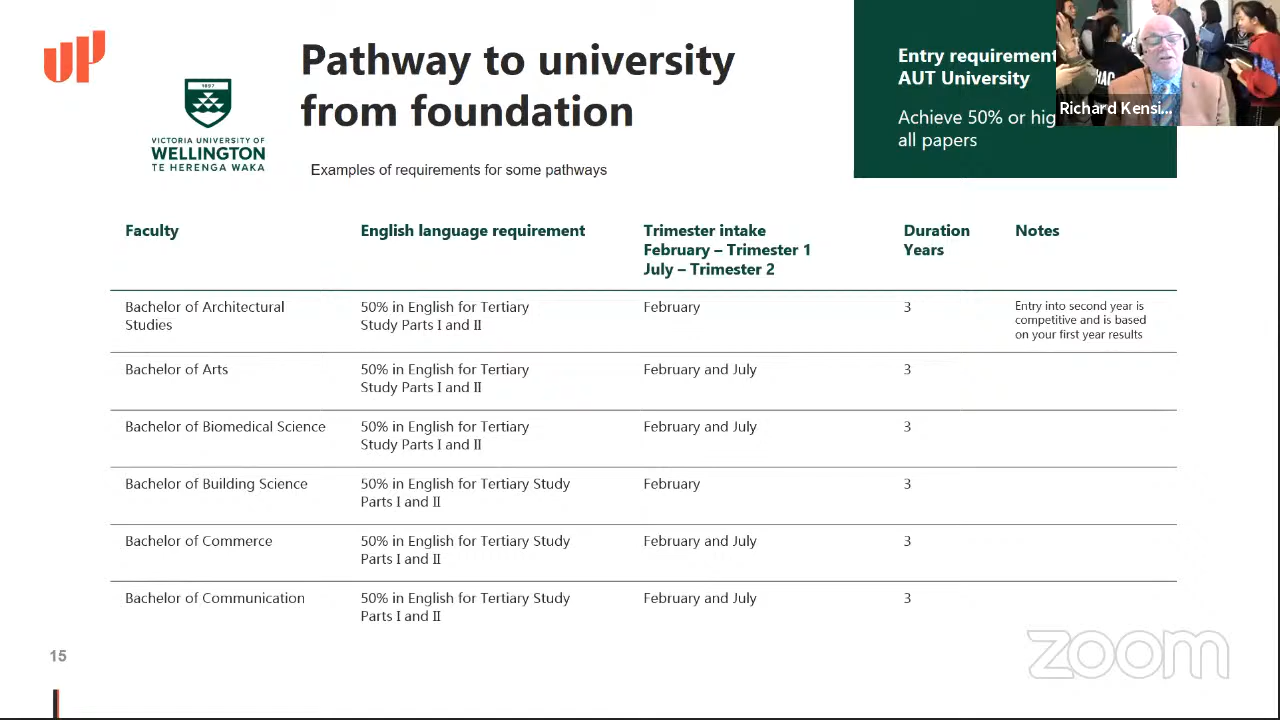 UP
Pathway to university
from foundation
1897
VICTORIA UNIVERSITY OF
WELLINGTON
TE HERENGA WAKA
Examples of requirements for some pathways
Entry requirement
AUT University
Achieve 50% or hig
all papers
Richard Kensi...
Faculty
English language requirement
Trimester intake
February – Trimester 1
July – Trimester 2
Duration
Years
Notes
Bachelor of Architectural
Studies
50% in English for Tertiary
Study Parts I and II
February
3
Entry into second year is
competitive and is based
on your first year results
Bachelor of Arts
50% in English for Tertiary
Study Parts I and II
February and July
3
Bachelor of Biomedical Science
50% in English for Tertiary
Study Parts I and II
February and July
3
Bachelor of Building Science
50% in English for Tertiary Study
Parts I and II
February
3
Bachelor of Commerce
50% in English for Tertiary Study
Parts I and II
February and July
3
Bachelor of Communication
50% in English for Tertiary Study
Parts I and II
February and July
3
15
zoom